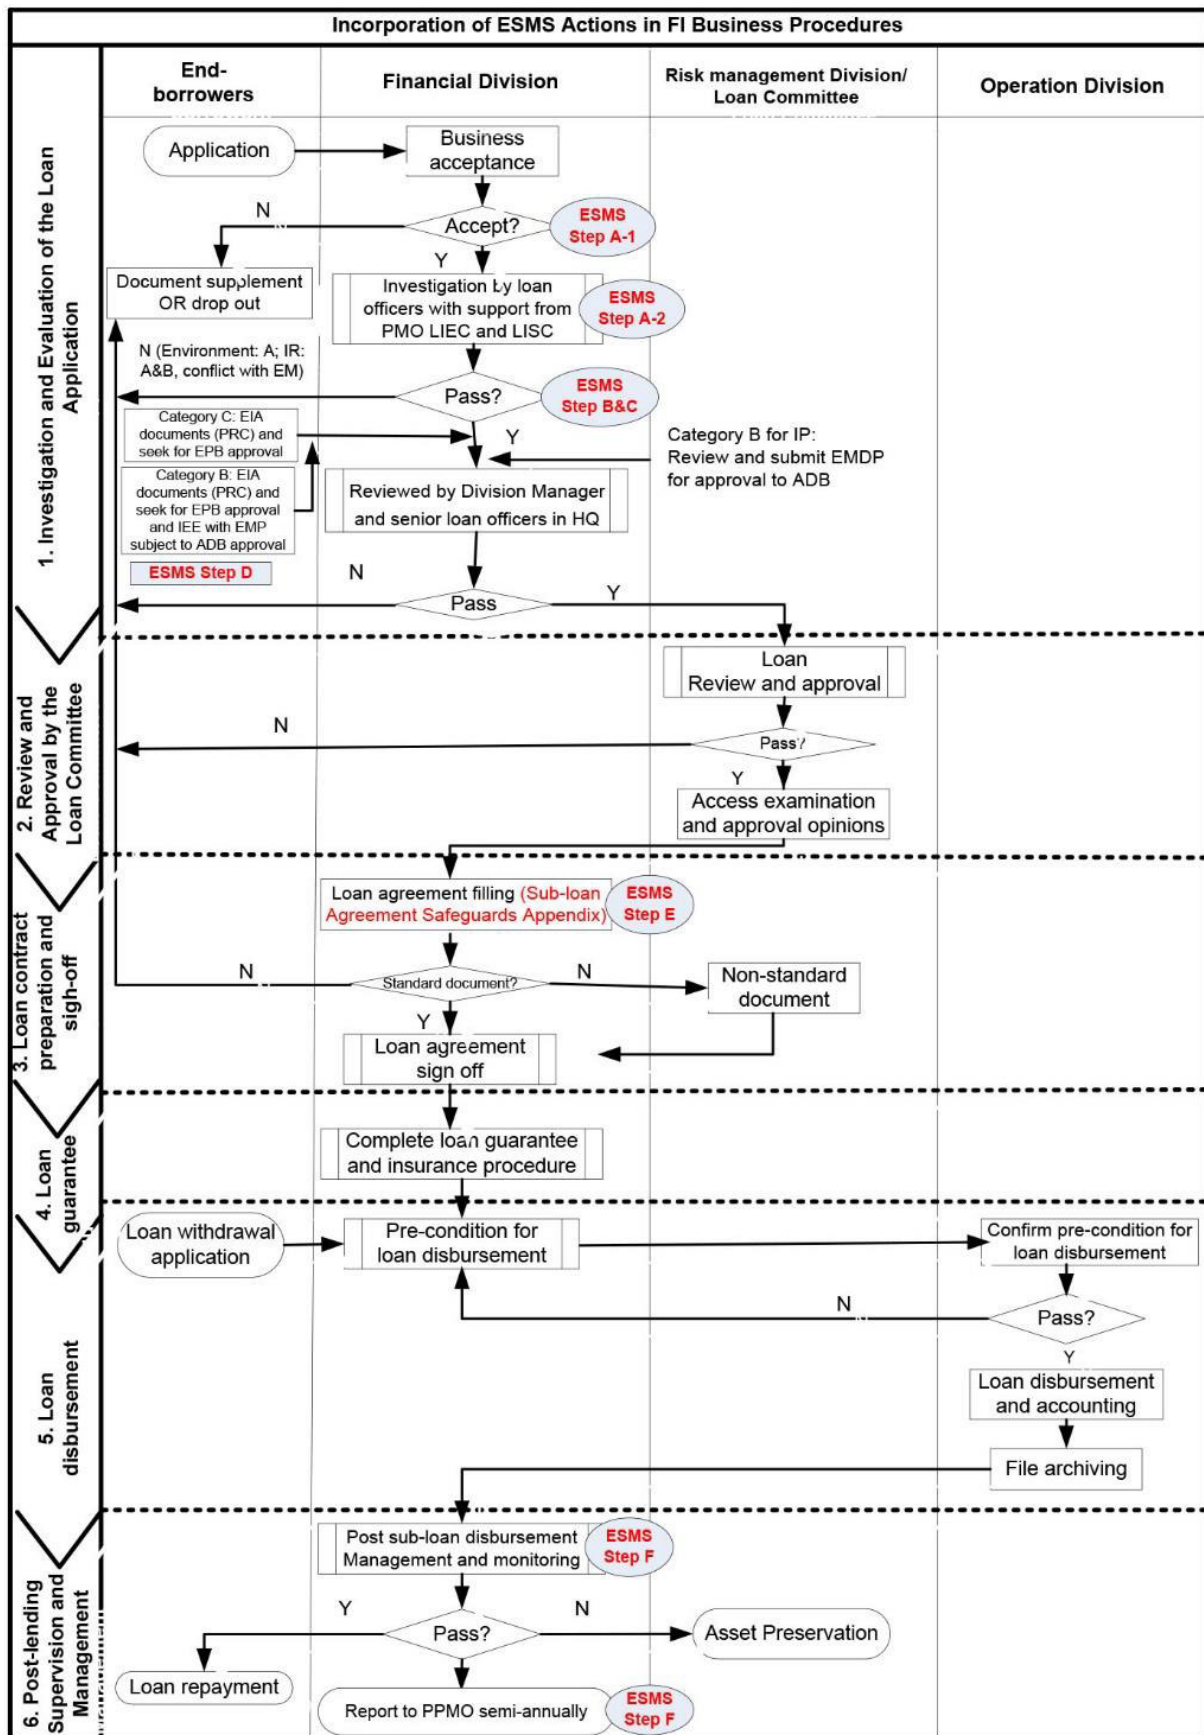 Incorporation of ESMS Actions in FI Business Procedures
End-
borrowers
Financial Division
Risk management Division/
Loan Committee
Operation Division
1. Investigation and Evaluation of the Loan
Application
Application
Business
acceptance
N
Accept?
ESMS
Step A-1
Y
Document supplement
OR drop out
Investigation by loan
officers with support from
PMO LIEC and LISC
ESMS
Step A-2
N (Environment: A; IR:
A&B, conflict with EM)
Pass?
ESMS
Step B&C
Category C: EIA
documents (PRC) and
seek for EPB approval
Y
Category B for IP:
Review and submit EMDP
for approval to ADB
Category B: EIA
documents (PRC) and
seek for EPB approval
and IEE with EMP
subject to ADB approval
Reviewed by Division Manager
and senior loan officers in HQ
ESMS Step D
N
Pass
Y
2. Review and
Approval by the
Loan Committee
Loan
Review and approval
N
Pass?
Y
Access examination
and approval opinions
3. Loan contract
preparation and
sigh-off
Loan agreement filling (Sub-loan
Agreement Safeguards Appendix)
ESMS
Step E
N
Standard document?
N
Non-standard
document
Y
Loan agreement
sign off
4. Loan
guarantee
Complete loan guarantee
and insurance procedure
5. Loan
disbursement
Loan withdrawal
application
Pre-condition for
loan disbursement
Confirm pre-condition for
loan disbursement
N
Pass?
Y
Loan disbursement
and accounting
File archiving
6. Post-lending
Supervision and
Management
Post sub-loan disbursement
Management and monitoring
ESMS
Step F
Y
Pass?
N
Asset Preservation
Loan repayment
Report to PPMO semi-annually
ESMS
Step F